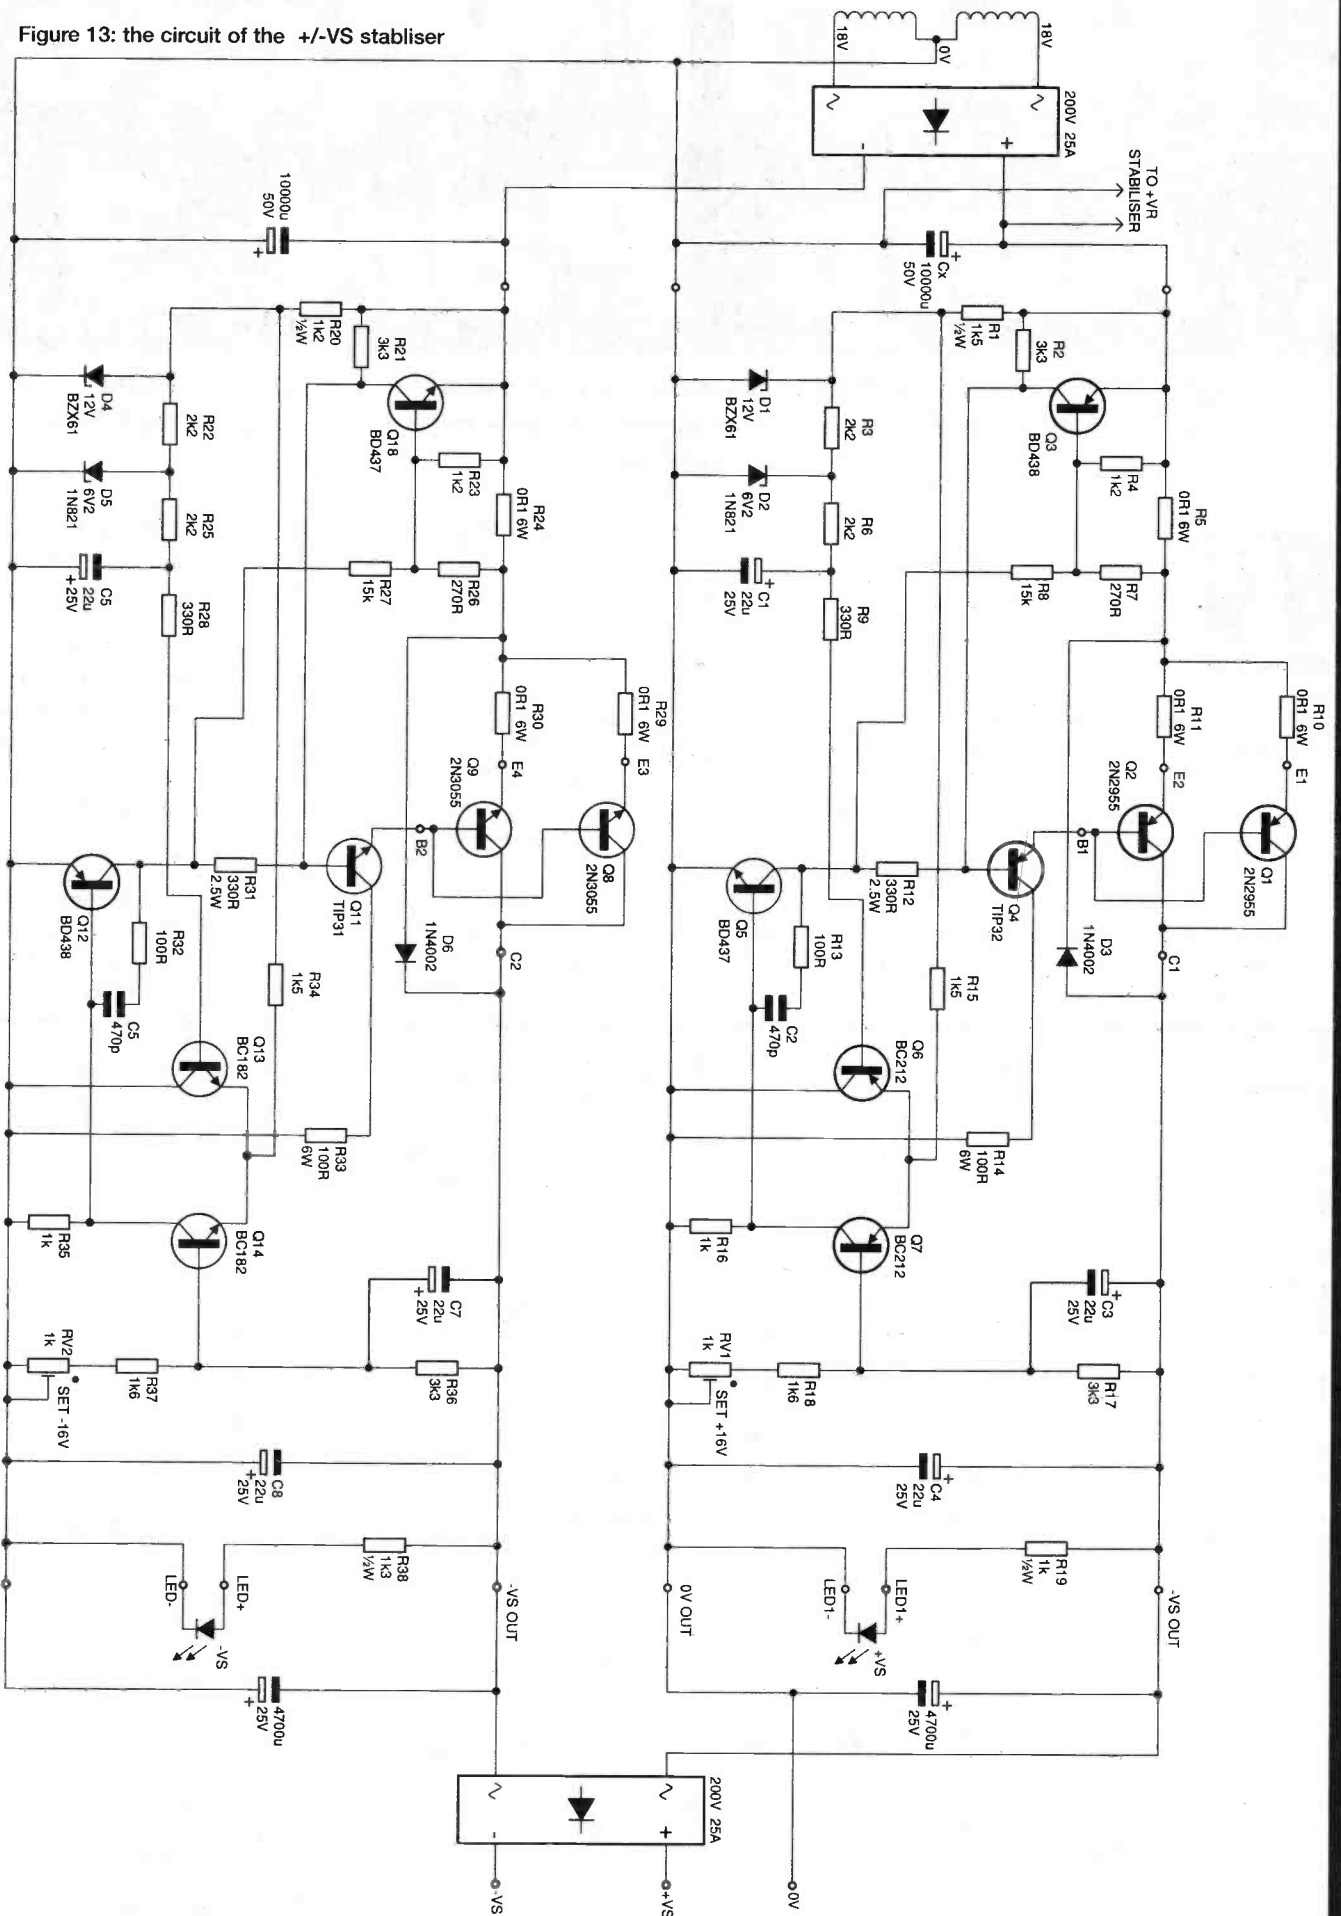 Figure 13: the circuit of the +/-VS stabliser
18V
0V
18V
200V 25A
+
-
TO +VR
STABILISER
Cx
10000u
50V
+
R1
1k5
½W
R2
3k3
Q3
BD438
R4
1k2
R5
0R1 6W
D1
12V
BZX61
R3
2k2
D2
6V2
1N821
R6
2k2
C1
22u
25V
+
R9
330R
R8
15k
R7
270R
R10
0R1 6W
E1
R11
0R1 6W
E2
Q2
2N2955
Q1
2N2955
B1
C1
D3
1N4002
Q4
TIP32
R12
330R
2.5W
Q5
BD437
R13
100R
C2
470p
R15
1k5
Q6
BC212
R14
100R
6W
R16
1k
Q7
BC212
C3
22u
25V
+
R17
3k3
RV1
1k
SET +16V
R18
1k6
C4
22u
25V
+
R19
1k
½W
LED1+
LED1-
+VS
0V OUT
-VS OUT
4700u
25V
+
10000u
50V
+
R20
1k2
½W
R21
3k3
Q18
BD437
R23
1k2
R24
0R1 6W
D4
12V
BZX61
R22
2k2
D5
6V2
1N821
R25
2k2
C5
22u
+ 25V
R28
330R
R27
15k
R26
270R
R29
0R1 6W
E3
R30
0R1 6W
E4
Q9
2N3055
Q8
2N3055
B2
C2
D6
1N4002
Q11
TIP31
R31
330R
2.5W
Q12
BD438
R32
100R
C5
470p
R34
1k5
Q13
BC182
R33
100R
6W
R35
1k
Q14
BC182
C7
22u
25V
+
R36
3k3
RV2
1k
SET -16V
R37
1k6
C8
22u
25V
+
R38
1k3
½W
LED+
LED-
-VS
-VS OUT
4700u
25V
+
200V 25A
+
-
-VS
+VS
0V